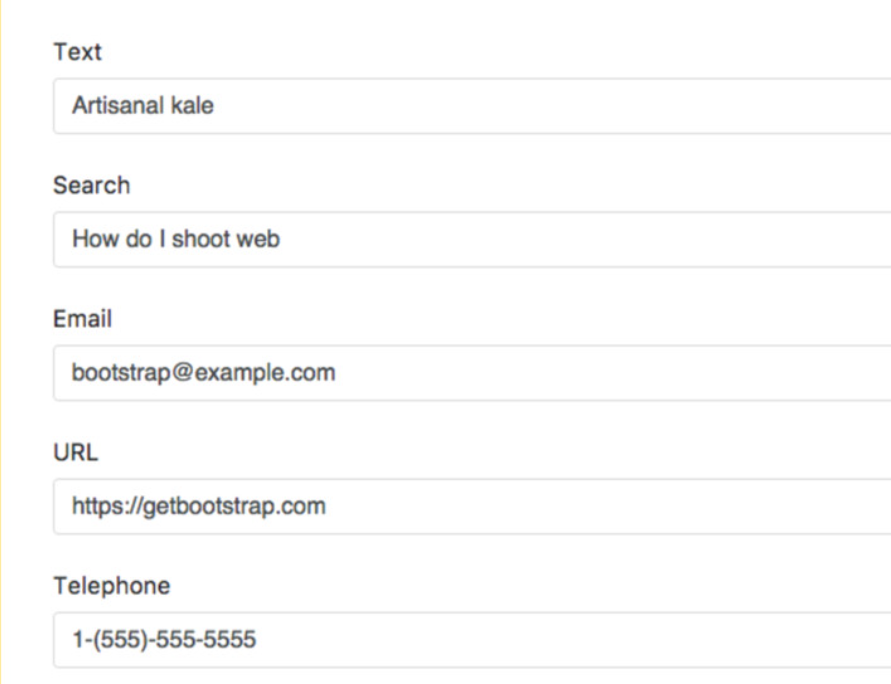 Text
Artisanal kale
Search
How do I shoot web
Email
bootstrap@example.com
URL
https://getbootstrap.com
Telephone
1-(555)-555-5555